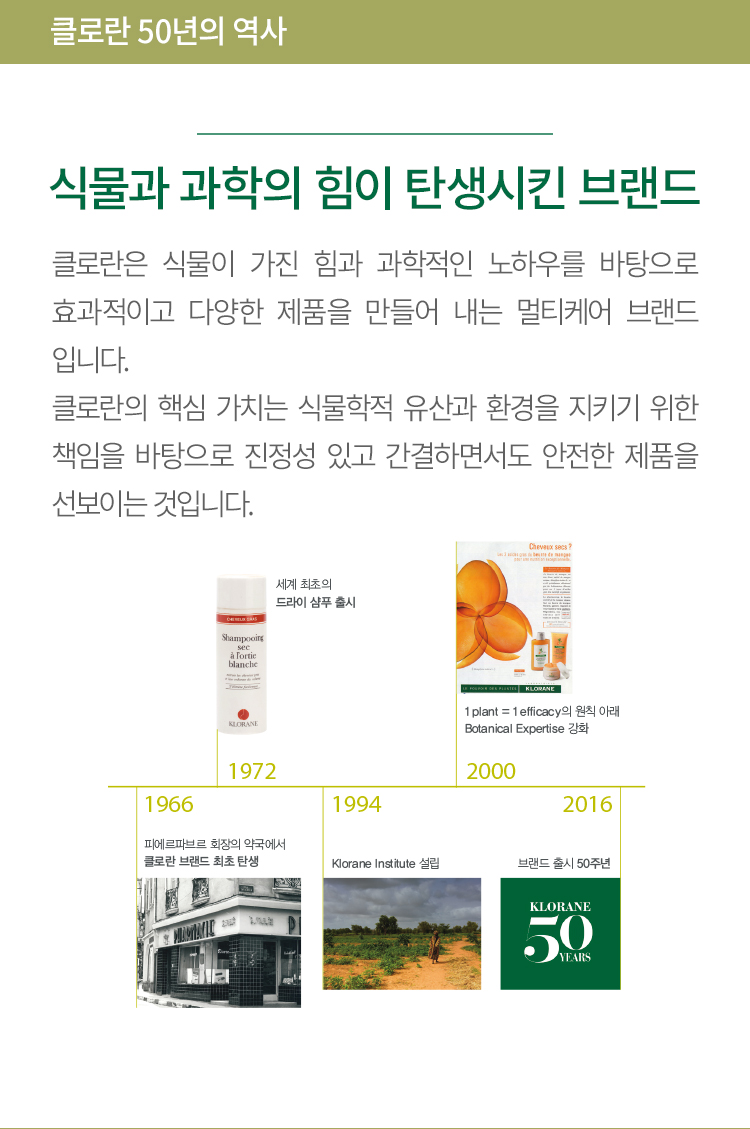 클로란 50년의 역사
식물과 과학의 힘이 탄생시킨 브랜드
클로란은 식물이 가진 힘과 과학적인 노하우를 바탕으로
효과적이고 다양한 제품을 만들어 내는 멀티케어 브랜드
입니다.
클로란의 핵심 가치는 식물학적 유산과 환경을 지키기 위한
책임을 바탕으로 진정성 있고 간결하면서도 안전한 제품을
선보이는 것입니다.
세계 최초의
드라이 샴푸 출시
CHEVEUX GRAS
Shampooing
sec
à l'ortie
blanche
KLORANE
1972
Cheveux secs ?
LE POUVOIR DES PLANTES
KLORANE
1 plant = 1 efficacy의 원칙 아래
Botanical Expertise 강화
2000
1966
피에르파브르 회장의 약국에서
클로란 브랜드 최초 탄생
PHARMACIE
1994
Klorane Institute 설립
2016
브랜드 출시 50주년
KLORANE
50
YEARS